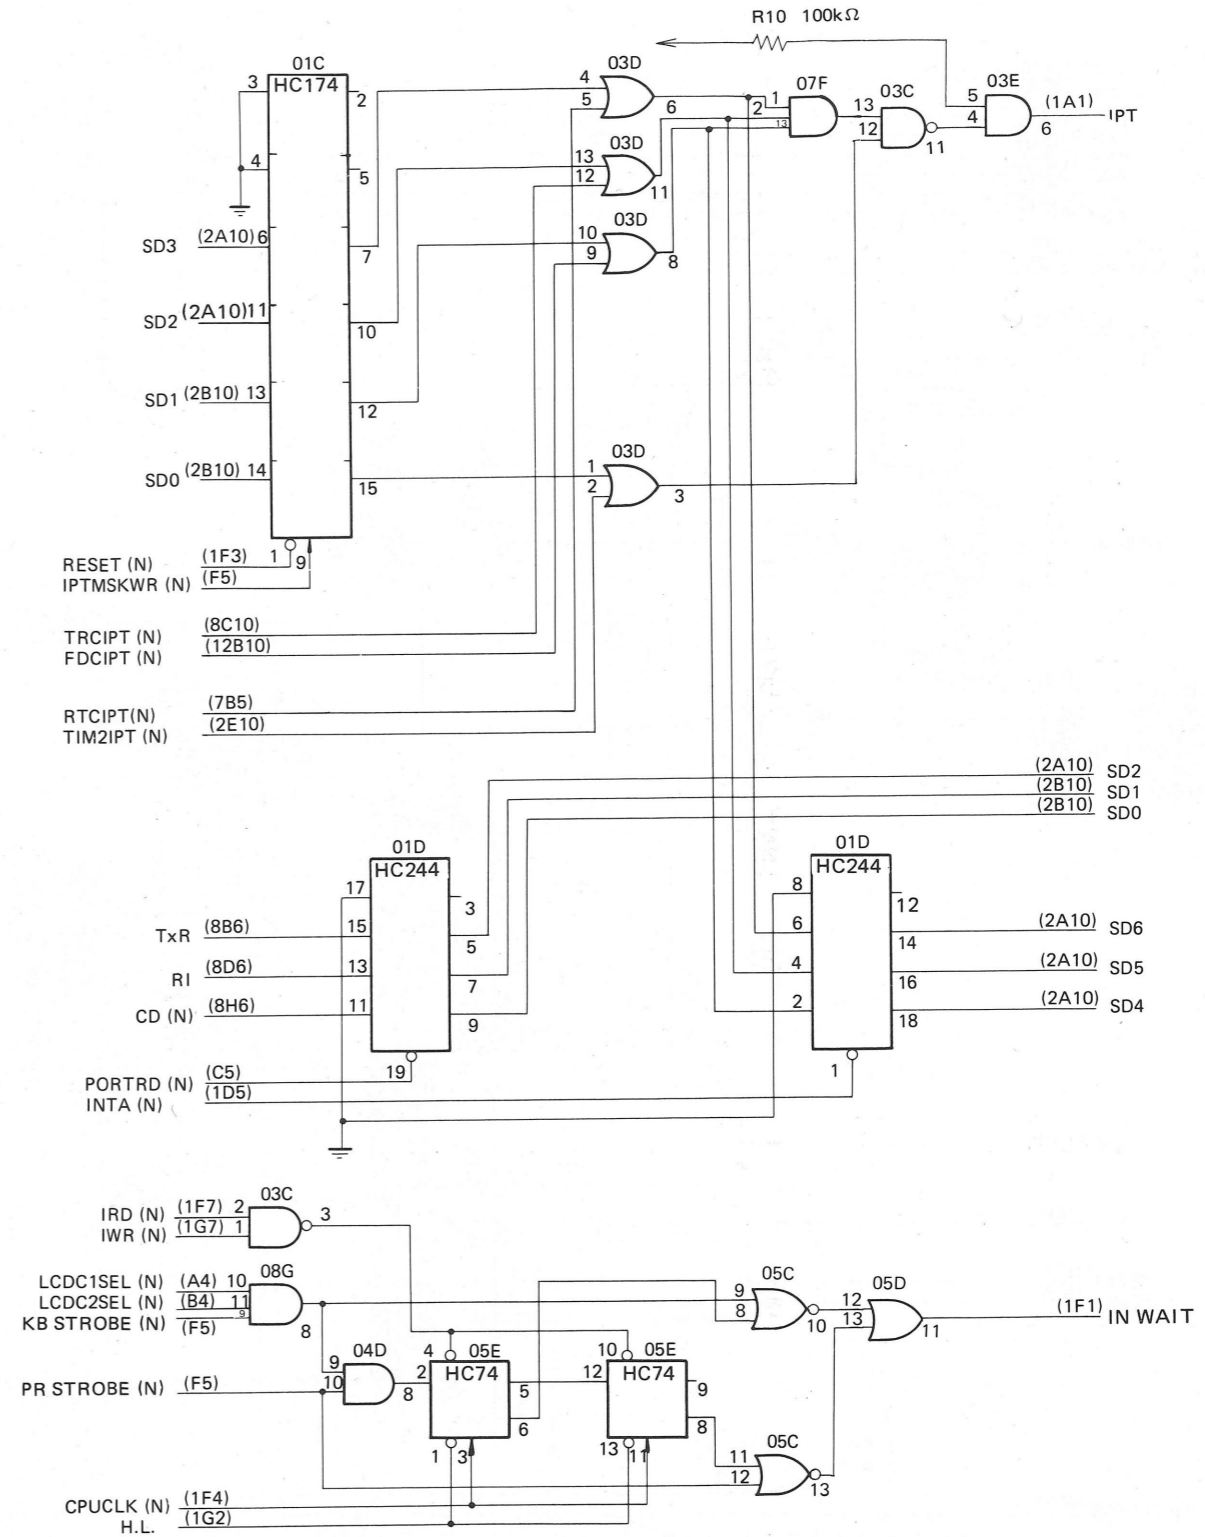 R10 100kΩ
01C
HC174
3
2
4
5
SD3 (2A10) 6
7
SD2 (2A10) 11
10
SD1 (2B10) 13
12
SD0 (2B10) 14
15
RESET (N) (1F3) 1
IPTMSKWR (N) (F5) 9
03D
4
5
6
03D
13
12
11
03D
10
9
8
03D
1
2
3
07F
1
2
13
03C
13
12
11
03E
5
4
6
(1A1) IPT
TRCIPT (N) (8C10)
FDCIPT (N) (12B10)
RTCIPT(N) (7B5)
TIM2IPT (N) (2E10)
(2A10) SD2
(2B10) SD1
(2B10) SD0
01D
HC244
17
3
TxR (8B6) 15
5
RI (8D6) 13
7
CD (N) (8H6) 11
9
19
PORTRD (N) (C5)
INTA (N) (1D5)
01D
HC244
8
12
6
14 (2A10) SD6
4
16 (2A10) SD5
2
18 (2A10) SD4
1
03C
IRD (N) (1F7) 2
IWR (N) (1G7) 1
3
08G
LCDC1SEL (N) (A4) 10
LCDC2SEL (N) (B4) 11
KB STROBE (N) (F5) 9
8
04D
9
10
8
PR STROBE (N) (F5)
4 05E
HC74
2
5
6
1 3
10 05E
HC74
12
9
8
13 11
05C
9
8
10
05D
12
13
11
(1F1) IN WAIT
05C
11
12
13
CPUCLK (N) (1F4)
H.L. (1G2)